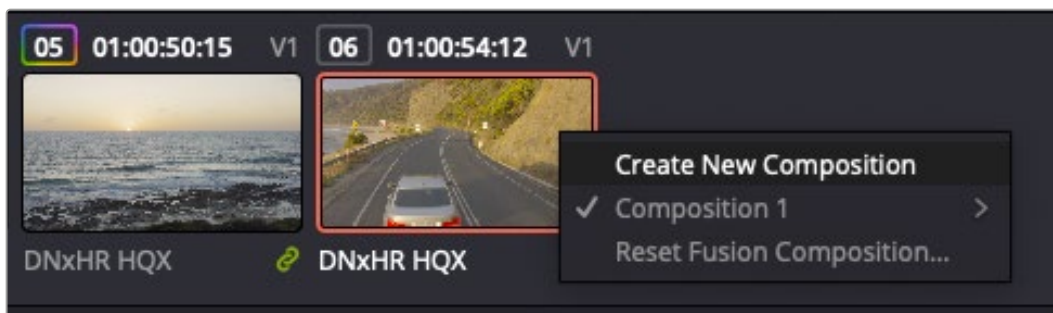 05 01:00:50:15 V1 06 01:00:54:12 V1
Create New Composition
Composition 1
Reset Fusion Composition...
DNxHR HQX DNxHR HQX